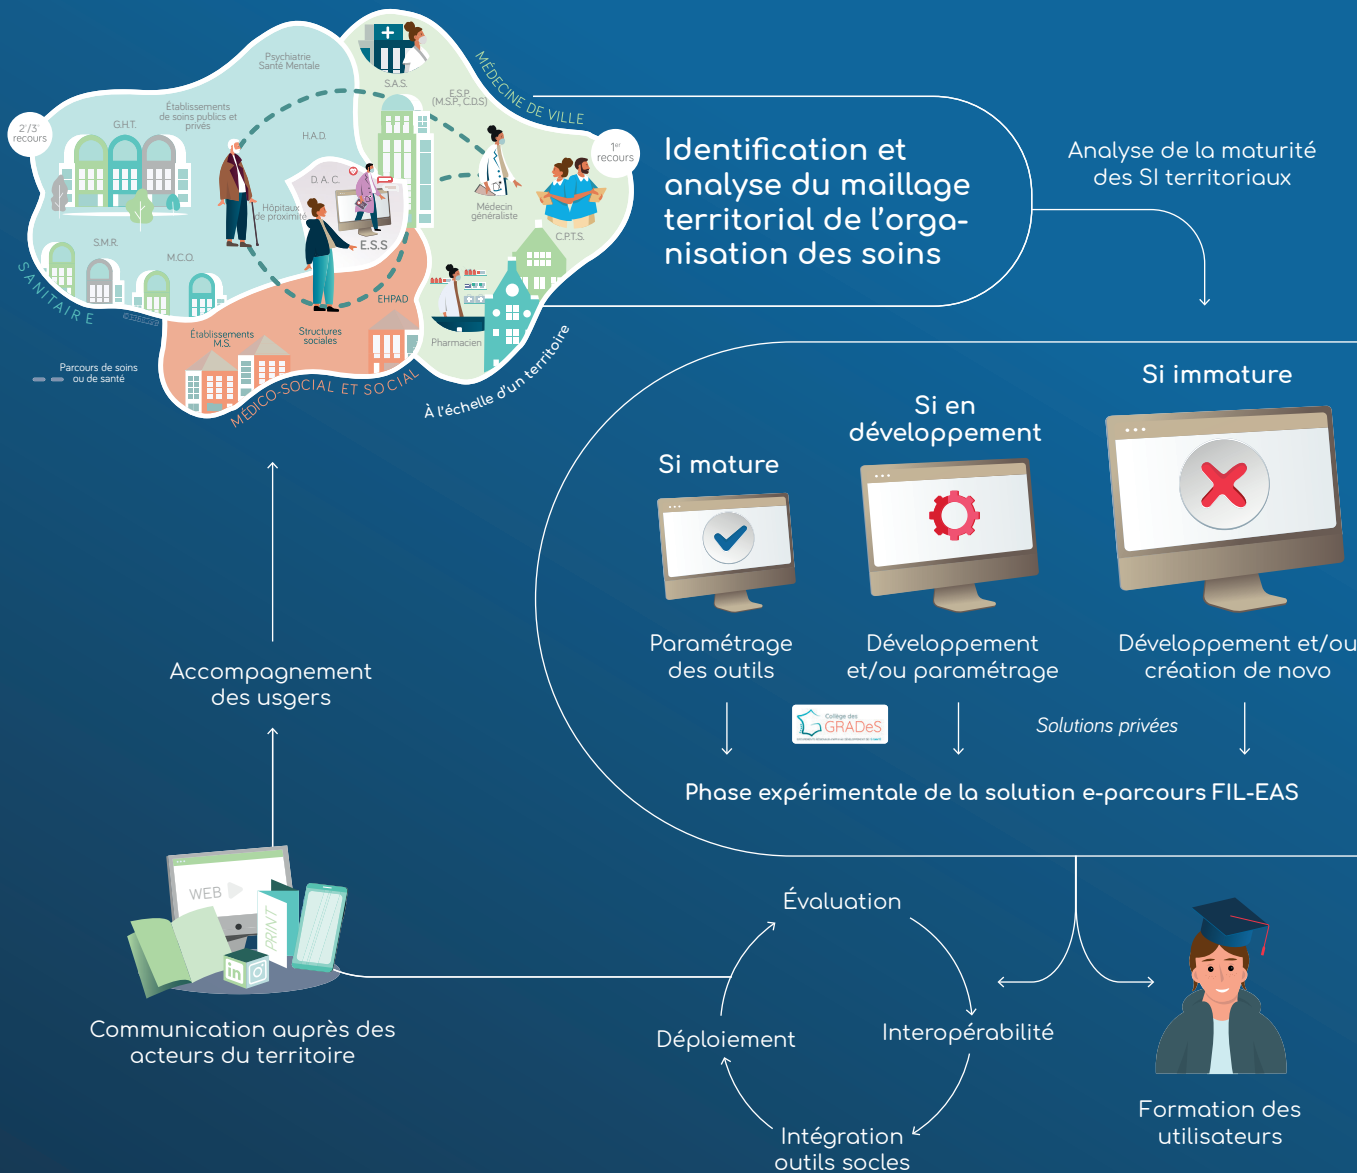 Psychiatrie
Santé Mentale
S.A.S.
E.S.P.
(M.S.P., C.D.S)
MÉDECINE DE VILLE
2e/3e
recours
G.H.T.
Établissements
de soins publics et
privés
H.A.D.
1er
recours
D. A. C.
Hôpitaux
de proximité
Médecin
généraliste
C.P.T.S.
E.S.S
S.M.R.
M.C.O.
SANITAIRE
EHPAD
Établissements
M.S.
Structures
sociales
Pharmacien
MÉDICO-SOCIAL ET SOCIAL
À l'échelle d'un territoire
Parcours de soins
ou de santé
Identification et
analyse du maillage
territorial de l'orga-
nisation des soins
Analyse de la maturité
des SI territoriaux
Si mature
Si en
développement
Si immature
Paramétrage
des outils
Développement
et/ou paramétrage
Développement et/ou
création de novo
Collège des
GRADeS
Solutions privées
Phase expérimentale de la solution e-parcours FIL-EAS
Évaluation
Interopérabilité
Intégration
outils socles
Déploiement
Formation des
utilisateurs
WEB
PRINT
in
Communication auprès des
acteurs du territoire
Accompagnement
des usgers